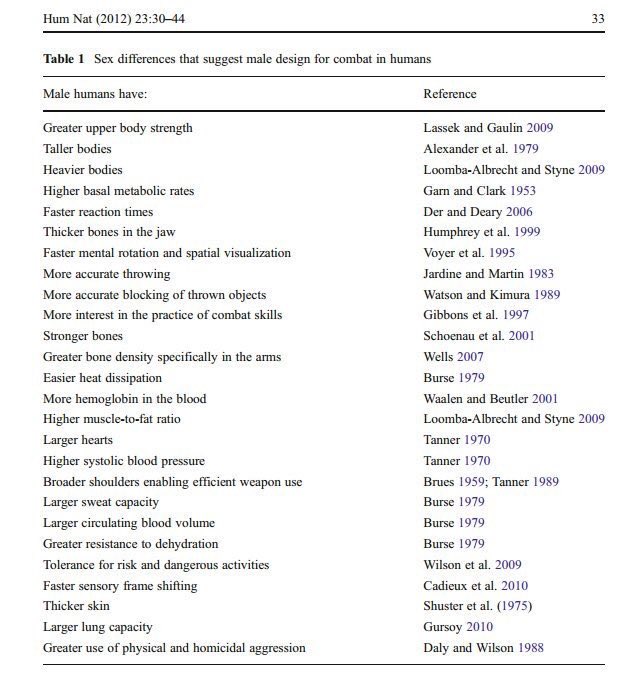 Hum Nat (2012) 23:30–44 33
Table 1 Sex differences that suggest male design for combat in humans
Male humans have: Reference
Greater upper body strength Lassek and Gaulin 2009
Taller bodies Alexander et al. 1979
Heavier bodies Loomba-Albrecht and Styne 2009
Higher basal metabolic rates Garn and Clark 1953
Faster reaction times Der and Deary 2006
Thicker bones in the jaw Humphrey et al. 1999
Faster mental rotation and spatial visualization Voyer et al. 1995
More accurate throwing Jardine and Martin 1983
More accurate blocking of thrown objects Watson and Kimura 1989
More interest in the practice of combat skills Gibbons et al. 1997
Stronger bones Schoenau et al. 2001
Greater bone density specifically in the arms Wells 2007
Easier heat dissipation Burse 1979
More hemoglobin in the blood Waalen and Beutler 2001
Higher muscle-to-fat ratio Loomba-Albrecht and Styne 2009
Larger hearts Tanner 1970
Higher systolic blood pressure Tanner 1970
Broader shoulders enabling efficient weapon use Brues 1959; Tanner 1989
Larger sweat capacity Burse 1979
Larger circulating blood volume Burse 1979
Greater resistance to dehydration Burse 1979
Tolerance for risk and dangerous activities Wilson et al. 2009
Faster sensory frame shifting Cadieux et al. 2010
Thicker skin Shuster et al. (1975)
Larger lung capacity Gursoy 2010
Greater use of physical and homicidal aggression Daly and Wilson 1988